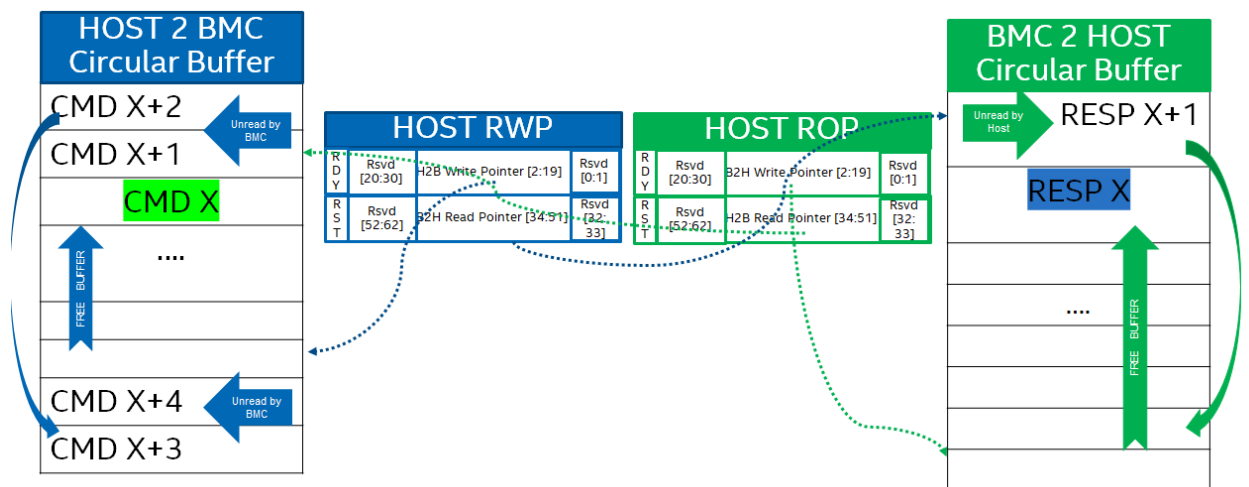 HOST 2 BMC
Circular Buffer
CMD X+2
Unread by
BMC
CMD X+1
CMD X
....
FREE BUFFER
CMD X+4
Unread by
BMC
CMD X+3
HOST RWP
R
D
Y
Rsvd
[20:30]
H2B Write Pointer [2:19]
Rsvd
[0:1]
R
S
T
Rsvd
[52:62]
B2H Read Pointer [34:51]
Rsvd
[32:
33]
HOST ROP
R
D
Y
Rsvd
[20:30]
B2H Write Pointer [2:19]
Rsvd
[0:1]
R
S
T
Rsvd
[52:62]
H2B Read Pointer [34:51]
Rsvd
[32:
33]
BMC 2 HOST
Circular Buffer
Unread by
Host
RESP X+1
RESP X
....
FREE BUFFER